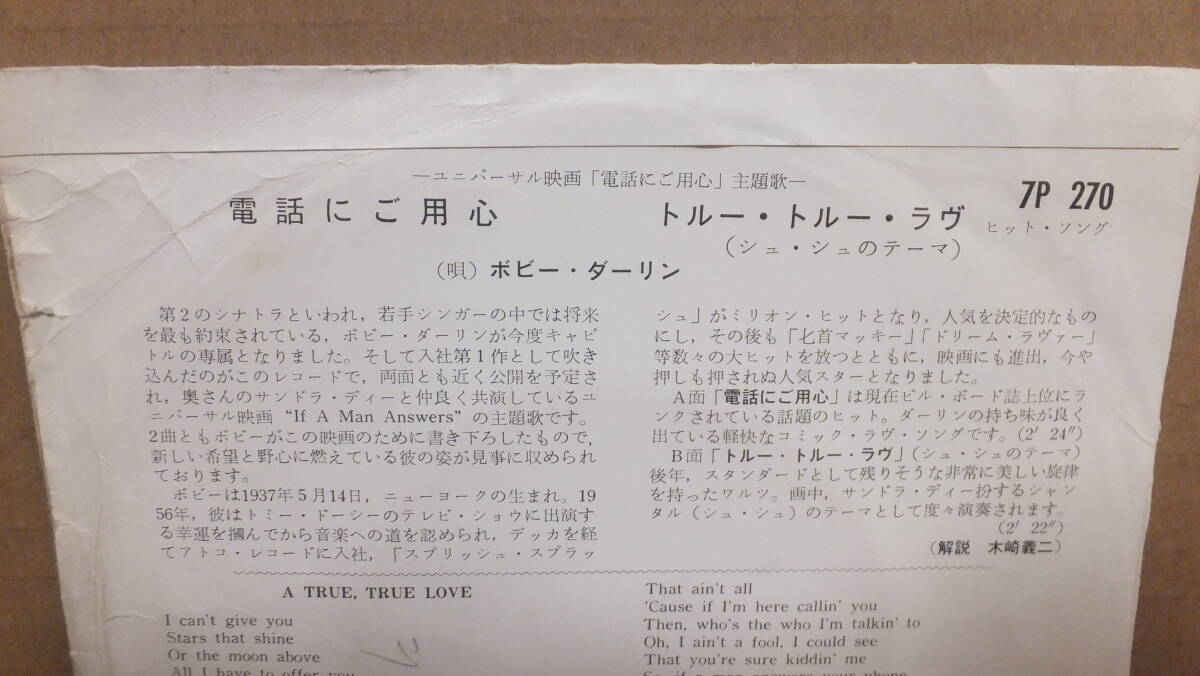 ―ユニバーサル映画「電話にご用心」主題歌―
電話にご用心
トルー・トルー・ラヴ
(シュ・シュのテーマ)
7P 270
ヒット・ソング
(唄) ボビー・ダーリン
第2のシナトラといわれ，若手シンガーの中では将来
を最も約束されている，ボビー・ダーリンが今度キャピ
トルの専属となりました。そして入社第1作として吹き
込んだのがこのレコードで，両面とも近く公開を予定さ
れ，奥さんのサンドラ・ディーと仲良く共演しているユ
ニバーサル映画 “If A Man Answers” の主題歌です。
2曲ともボビーがこの映画のために書き下ろしたもので，
新しい希望と野心に燃えている彼の姿が見事に収められ
ております。
ボビーは1937年5月14日，ニューヨークの生まれ。19
56年，彼はトミー・ドーシーのテレビ・ショウに出演す
る幸運を摑んでから音楽への道を認められ，デッカを経
てアトコ・レコードに入社，「スプリッシュ・スプラッ
シュ」がミリオン・ヒットとなり，人気を決定的なもの
にし，その後も「匕首マッキー」「ドリーム・ラヴァー」
等数々の大ヒットを放つとともに，映画にも進出，今や
押しも押されぬ人気スターとなりました。
A面「電話にご用心」は現在ビル・ボード誌上位にラ
ンクされている話題のヒット。ダーリンの持ち味が良く
出ている軽快なコミック・ラヴ・ソングです。(2′ 24″)
B面「トルー・トルー・ラヴ」(シュ・シュのテーマ)
後年，スタンダードとして残りそうな非常に美しい旋律
を持ったワルツ。画中，サンドラ・ディー扮するシャン
タル (シュ・シュ) のテーマとして度々演奏されます。
(2′ 22″)
(解説 木崎義二)
A TRUE, TRUE LOVE
I can't give you
Stars that shine
Or the moon above
All I have to offer you
That ain't all
'Cause if I'm here callin' you
Then, who's the who I'm talkin' to
Oh, I ain't a fool, I could see
That you're sure kiddin' me
So if a man answers your phone